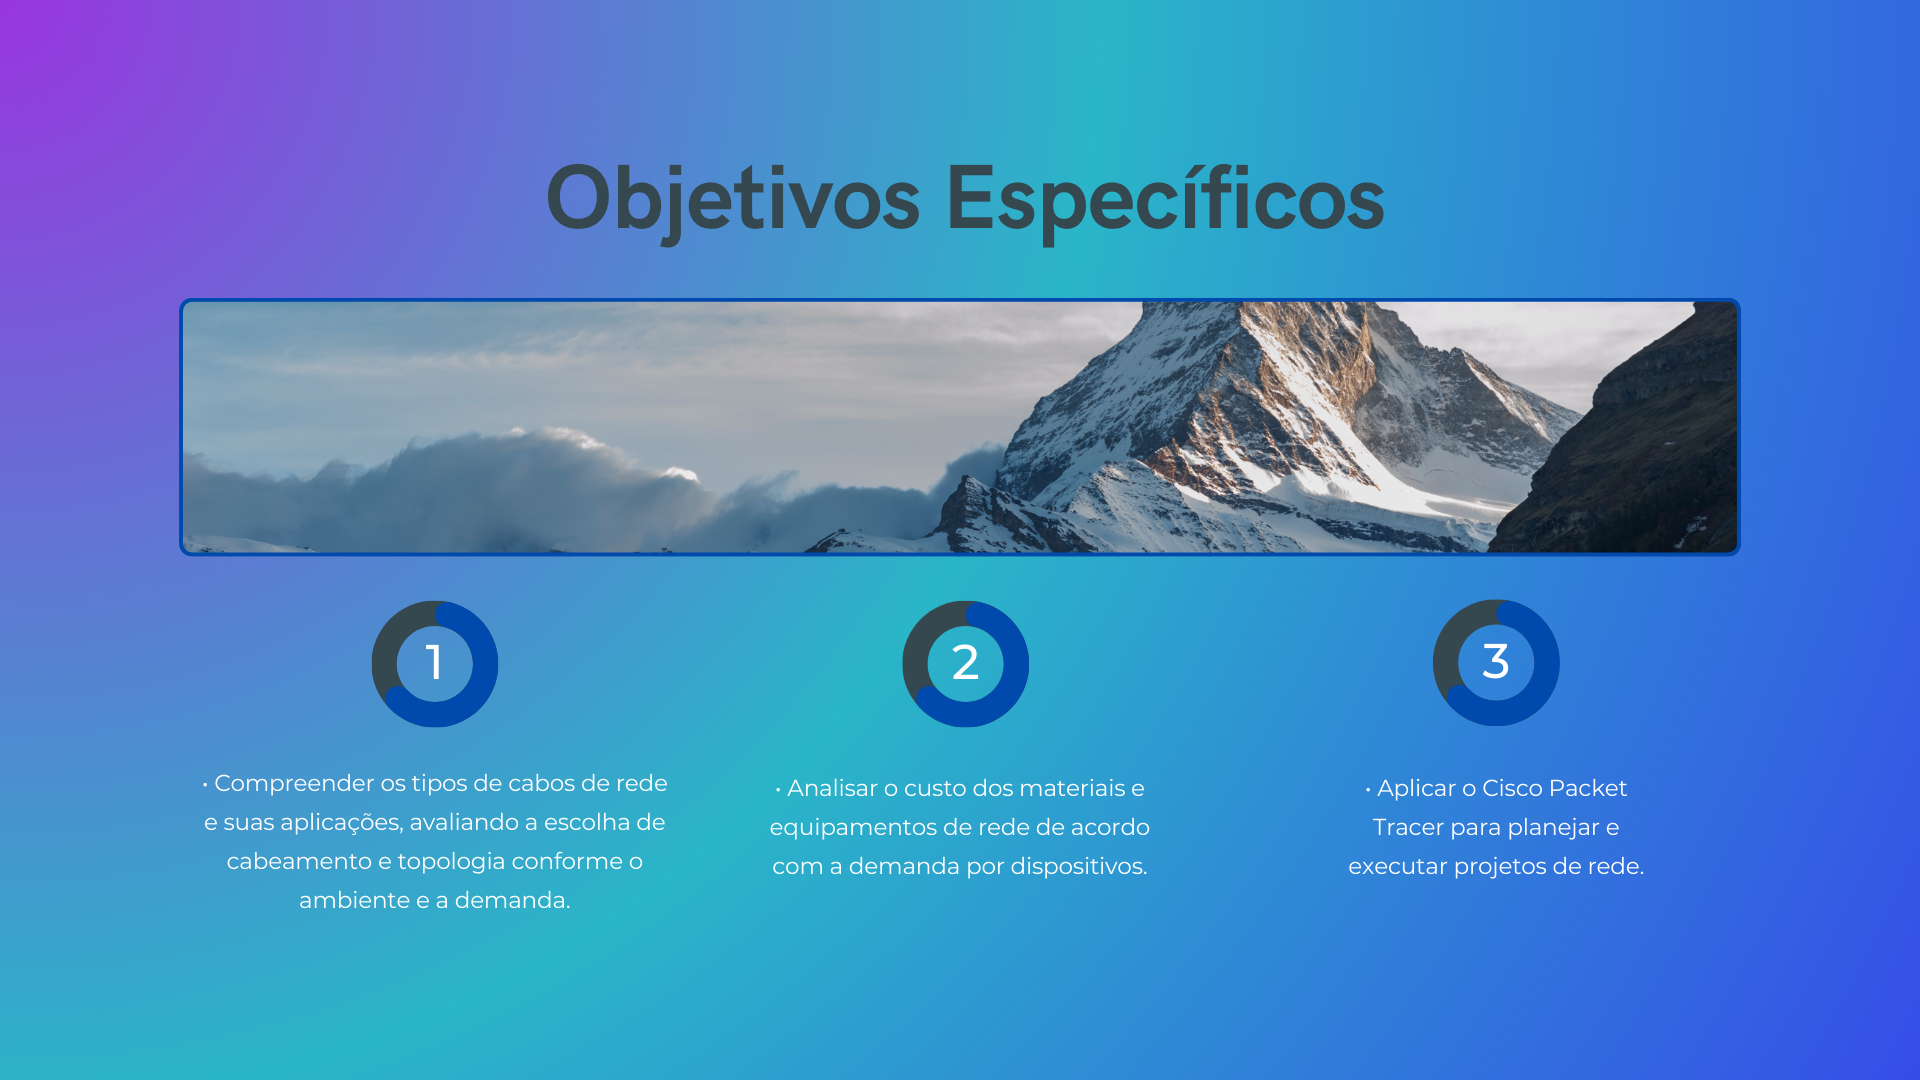 Objetivos Específicos
1
• Compreender os tipos de cabos de rede
e suas aplicações, avaliando a escolha de
cabeamento e topologia conforme o
ambiente e a demanda.
2
• Analisar o custo dos materiais e
equipamentos de rede de acordo
com a demanda por dispositivos.
3
• Aplicar o Cisco Packet
Tracer para planejar e
executar projetos de rede.